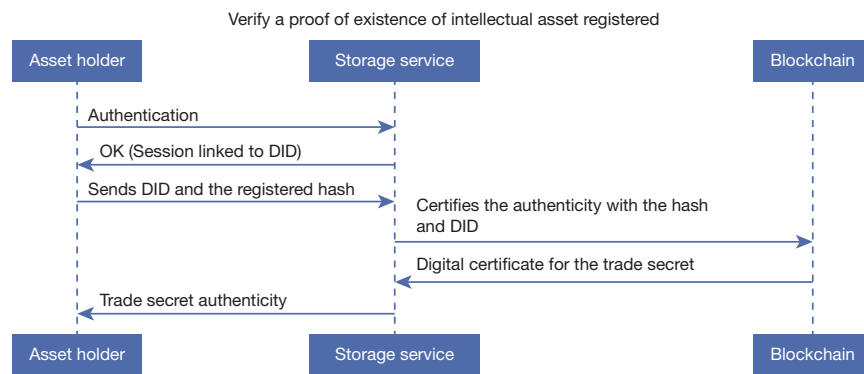 Verify a proof of existence of intellectual asset registered
Asset holder
Storage service
Blockchain
Authentication
OK (Session linked to DID)
Sends DID and the registered hash
Certifies the authenticity with the hash
and DID
Digital certificate for the trade secret
Trade secret authenticity
Asset holder
Storage service
Blockchain